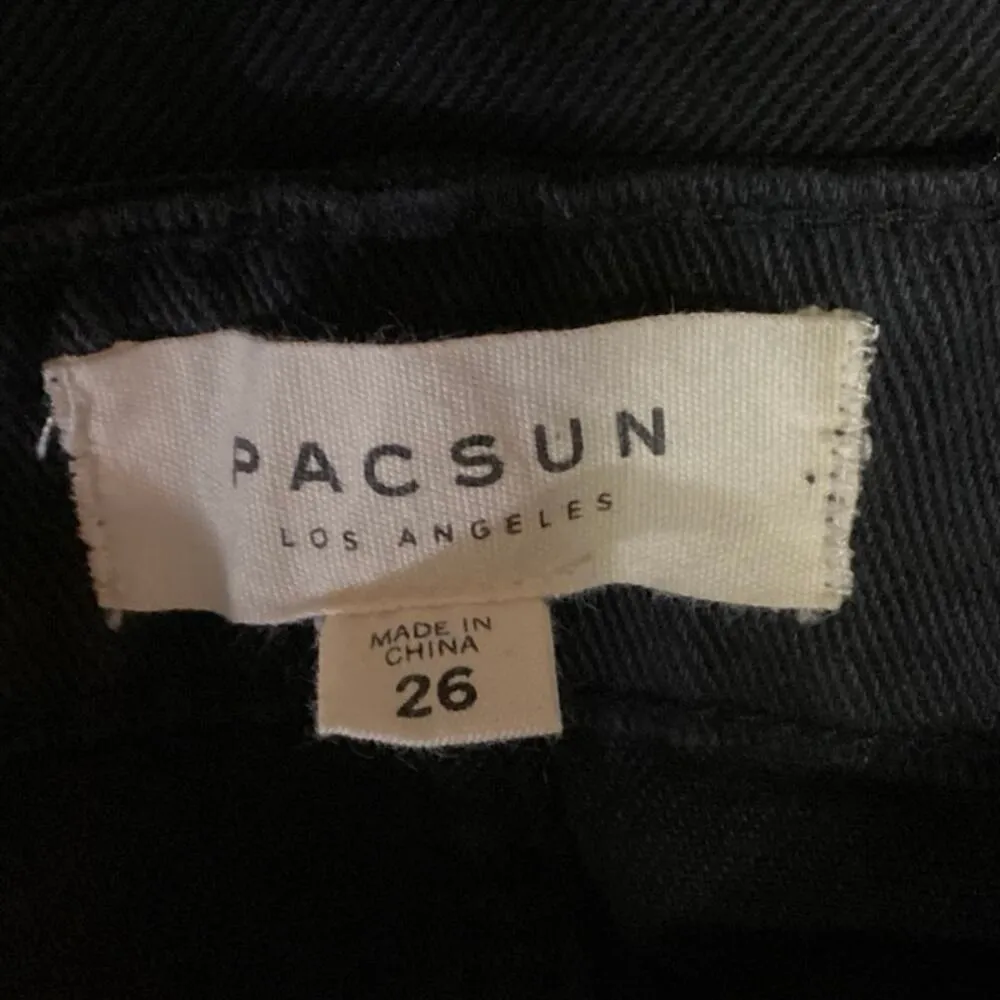 PACSUN
LOS ANGELES
MADE IN
CHINA
26